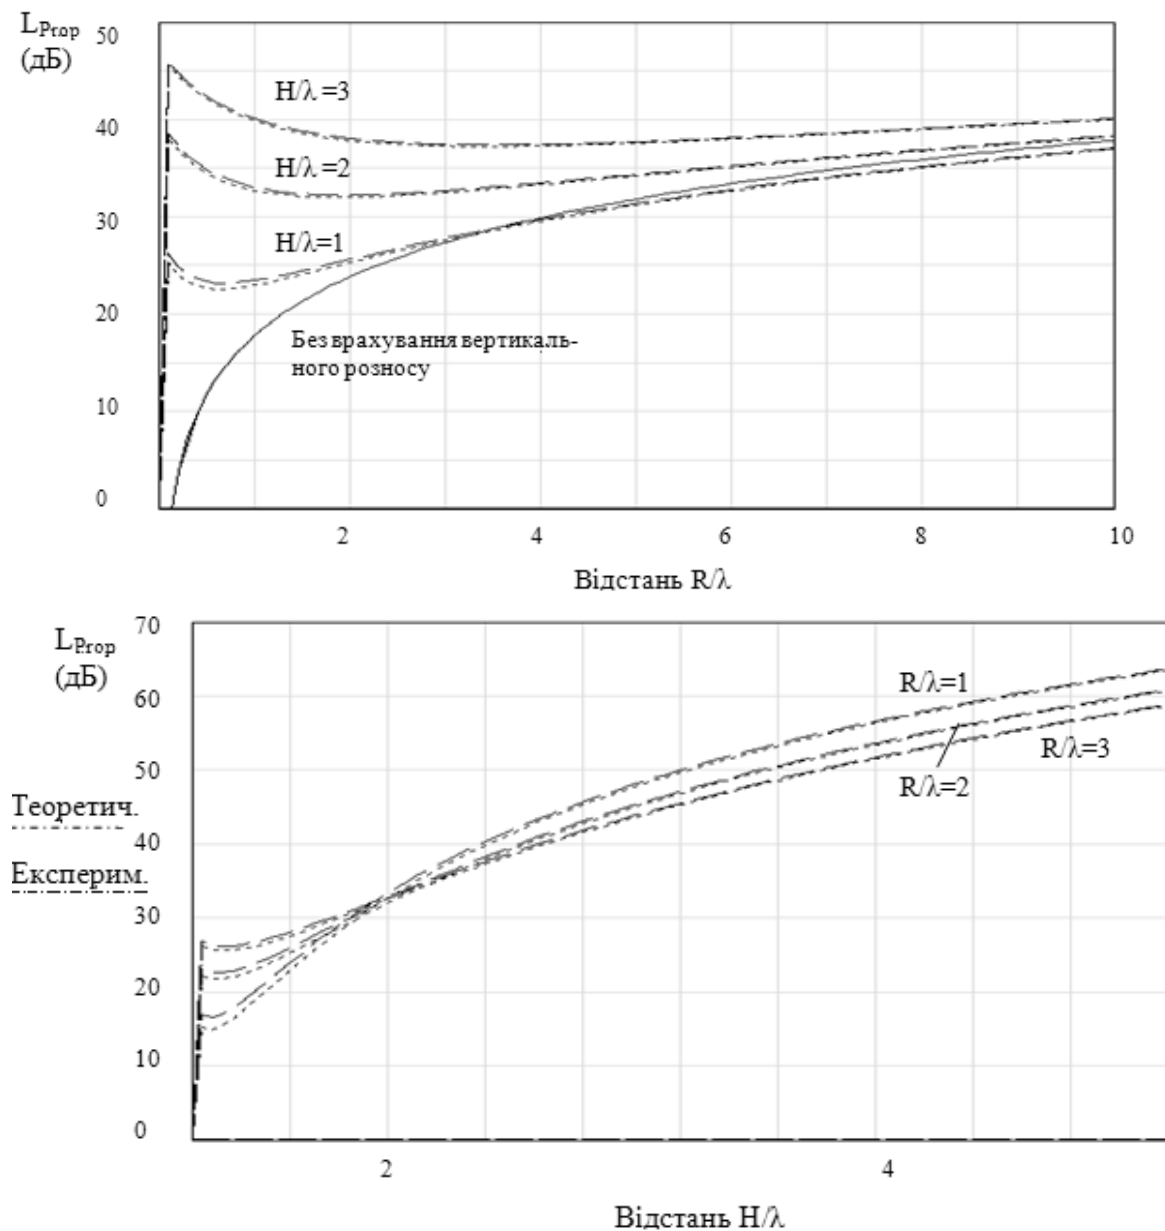 L_Prop
(дБ)
50
40
30
20
10
0
H/λ =3
H/λ =2
H/λ=1
Без врахування вертикаль-
ного розносу
2 4 6 8 10
Відстань R/λ
L_Prop
(дБ)
70
60
50
40
30
20
10
0
R/λ=1
R/λ=3
R/λ=2
Теоретич.
Експерим.
2 4
Відстань H/λ